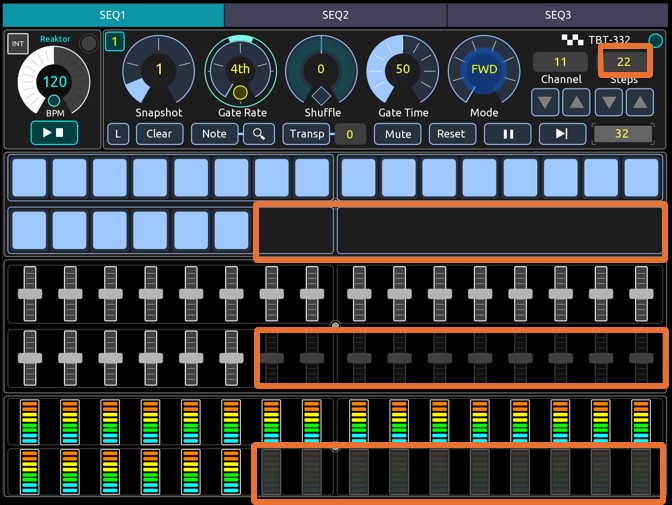 SEQ1 SEQ2 SEQ3
INT Reaktor 1 TBT-332
120 1 4th 0 50 FWD 11 22
BPM Channel Steps
Snapshot Gate Rate Shuffle Gate Time Mode
L Clear Note Transp 0 Mute Reset 32